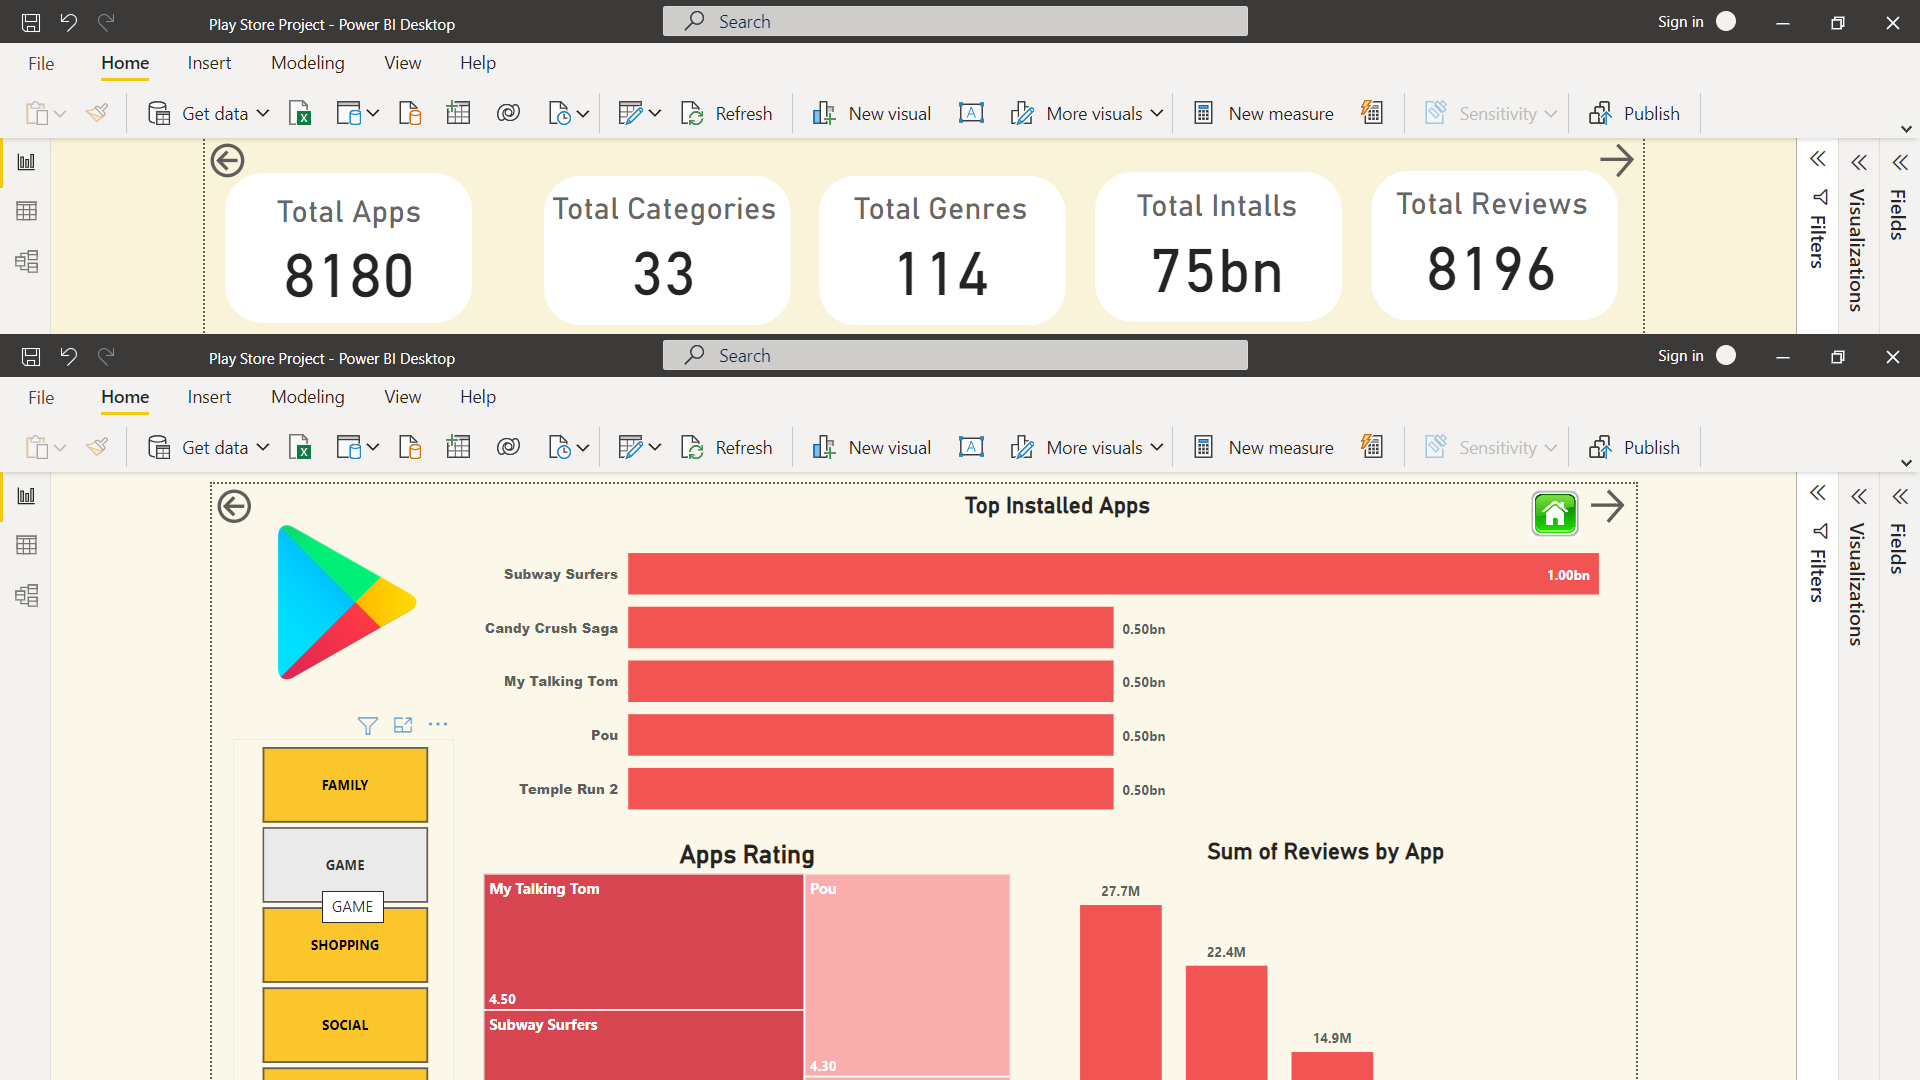 Play Store Project - Power BI Desktop
Search
Sign in
File Home Insert Modeling View Help
Get data Refresh New visual A More visuals New measure Sensitivity Publish
Total Apps
8180
Total Categories
33
Total Genres
114
Total Intalls
75bn
Total Reviews
8196
Filters
Visualizations
Fields
Play Store Project - Power BI Desktop
Search
Sign in
File Home Insert Modeling View Help
Get data Refresh New visual A More visuals New measure Sensitivity Publish
Top Installed Apps
Subway Surfers 1.00bn
Candy Crush Saga 0.50bn
My Talking Tom 0.50bn
Pou 0.50bn
Temple Run 2 0.50bn
FAMILY
GAME
GAME
SHOPPING
SOCIAL
Apps Rating
My Talking Tom
4.50
Subway Surfers
Pou
4.30
Sum of Reviews by App
27.7M
22.4M
14.9M
Filters
Visualizations
Fields